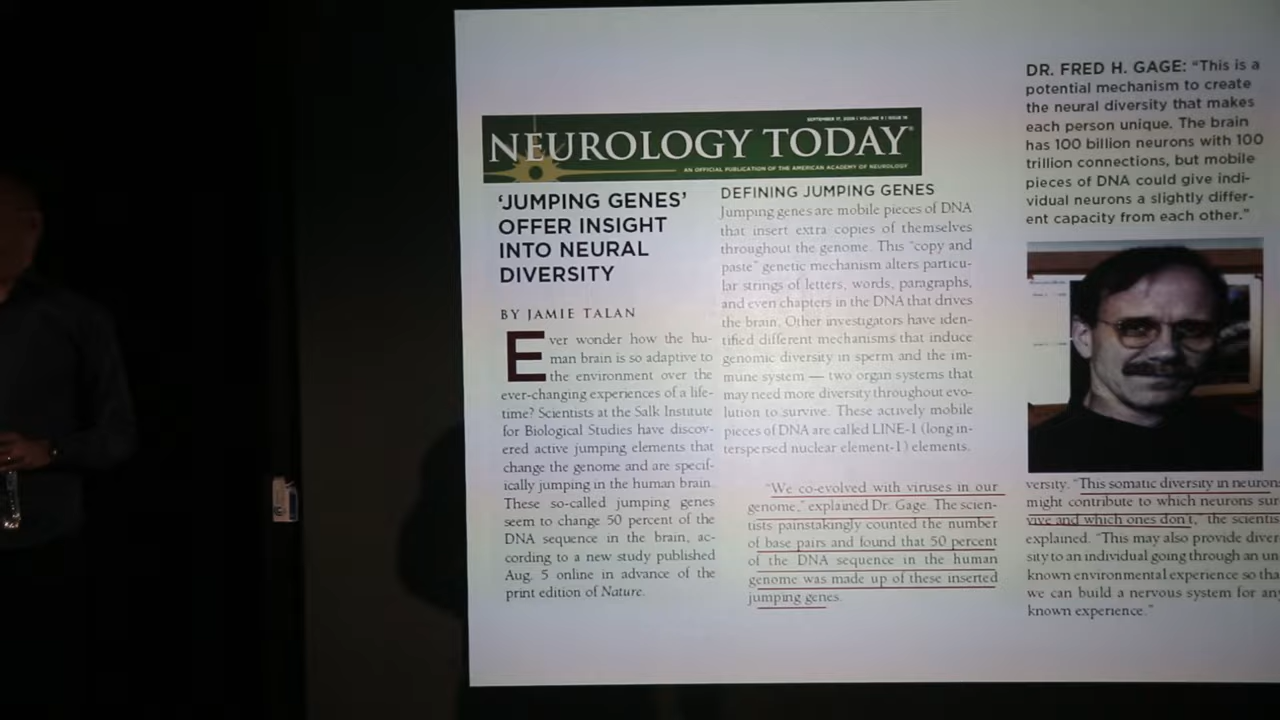 SEPTEMBER 17, 2009 | VOLUME 9 | ISSUE 18
NEUROLOGY TODAY®
AN OFFICIAL PUBLICATION OF THE AMERICAN ACADEMY OF NEUROLOGY
‘JUMPING GENES’
OFFER INSIGHT
INTO NEURAL
DIVERSITY
BY JAMIE TALAN
Ever wonder how the hu-
man brain is so adaptive to
the environment over the
ever-changing experiences of a life-
time? Scientists at the Salk Institute
for Biological Studies have discov-
ered active jumping elements that
change the genome and are specif-
ically jumping in the human brain.
These so-called jumping genes
seem to change 50 percent of the
DNA sequence in the brain, ac-
cording to a new study published
Aug. 5 online in advance of the
print edition of Nature.
DEFINING JUMPING GENES
Jumping genes are mobile pieces of DNA
that insert extra copies of themselves
throughout the genome. This “copy and
paste” genetic mechanism alters particu-
lar strings of letters, words, paragraphs,
and even chapters in the DNA that drives
the brain. Other investigators have iden-
tified different mechanisms that induce
genomic diversity in sperm and the im-
mune system — two organ systems that
may need more diversity throughout evo-
lution to survive. These actively mobile
pieces of DNA are called LINE-1 (long in-
terspersed nuclear element-1) elements.
“We co-evolved with viruses in our
genome,” explained Dr. Gage. The scien-
tists painstakingly counted the number
of base pairs and found that 50 percent
of the DNA sequence in the human
genome was made up of these inserted
jumping genes.
DR. FRED H. GAGE: “This is a
potential mechanism to create
the neural diversity that makes
each person unique. The brain
has 100 billion neurons with 100
trillion connections, but mobile
pieces of DNA could give indi-
vidual neurons a slightly differ-
ent capacity from each other.”
versity. “This somatic diversity in neurons
might contribute to which neurons sur
vive and which ones don't,” the scientis
explained. “This may also provide diver
sity to an individual going through an un
known environmental experience so tha
we can build a nervous system for any
known experience.”